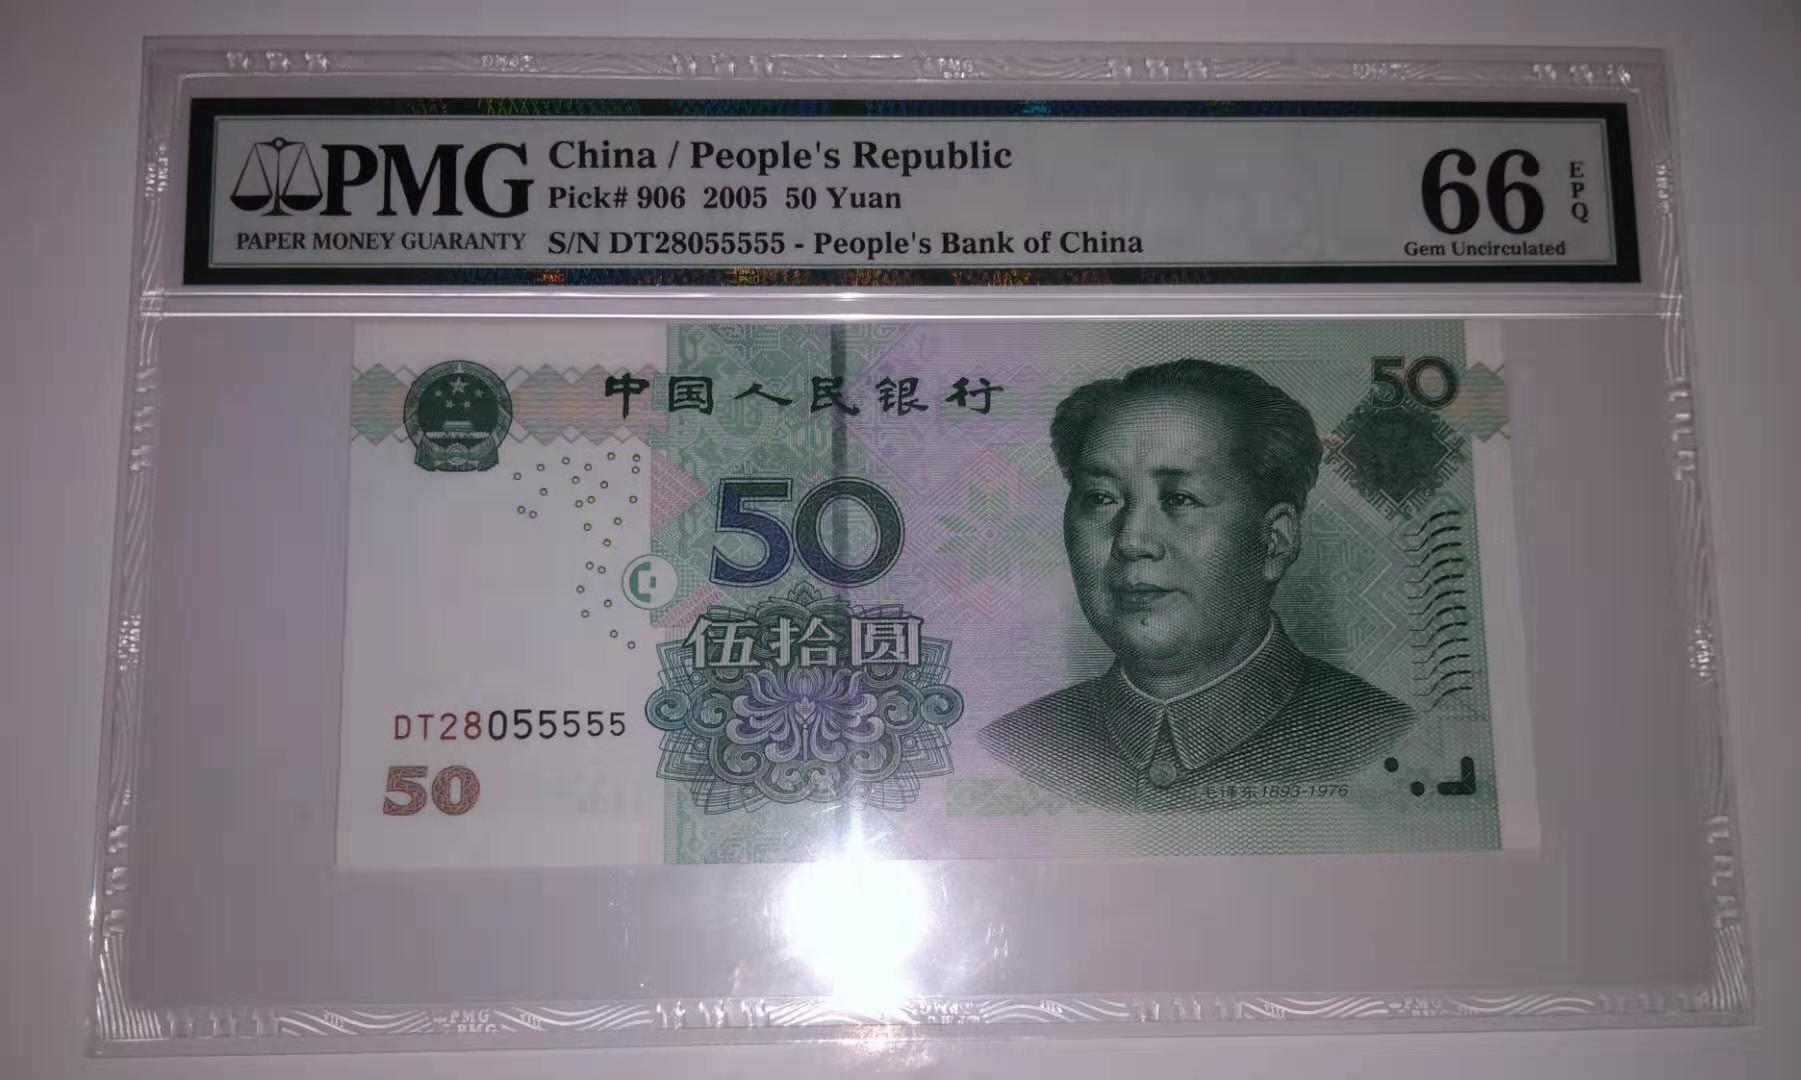 PMG
PAPER MONEY GUARANTY
China / People's Republic
Pick# 906 2005 50 Yuan
S/N DT28055555 - People's Bank of China
66
EPQ
Gem Uncirculated
中国人民银行
50
50
伍拾圆
DT28055555
50
毛泽东1893-1976